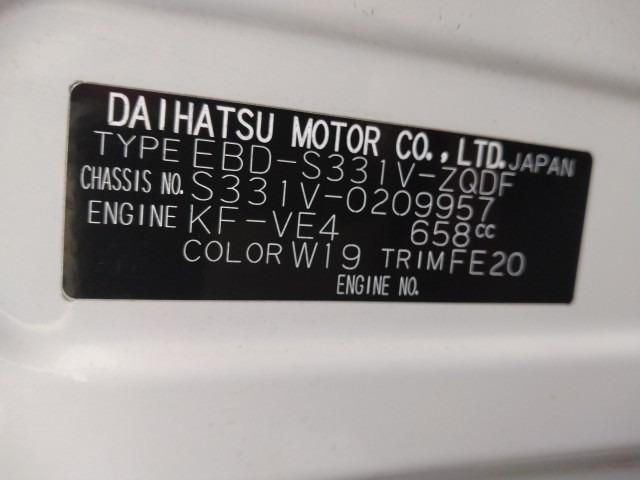 DAIHATSU MOTOR CO., LTD. JAPAN
TYPE EBD-S331V-ZQDF
CHASSIS NO. S331V-0209957
ENGINE KF-VE4 658cc
COLOR W19 TRIM FE20
ENGINE NO.